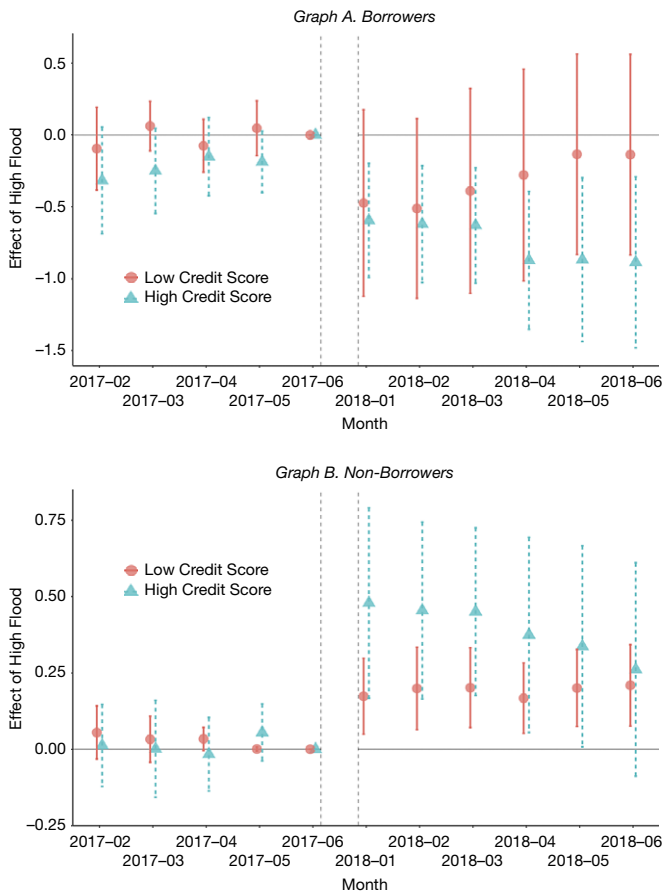 Graph A. Borrowers
0.5
0.0
−0.5
−1.0
−1.5
Effect of High Flood
Low Credit Score
High Credit Score
2017–02 2017–04 2017–06 2018–02 2018–04 2018–06
2017–03 2017–05 2018–01 2018–03 2018–05
Month
Graph B. Non-Borrowers
0.75
0.50
0.25
0.00
−0.25
Effect of High Flood
Low Credit Score
High Credit Score
2017–02 2017–04 2017–06 2018–02 2018–04 2018–06
2017–03 2017–05 2018–01 2018–03 2018–05
Month